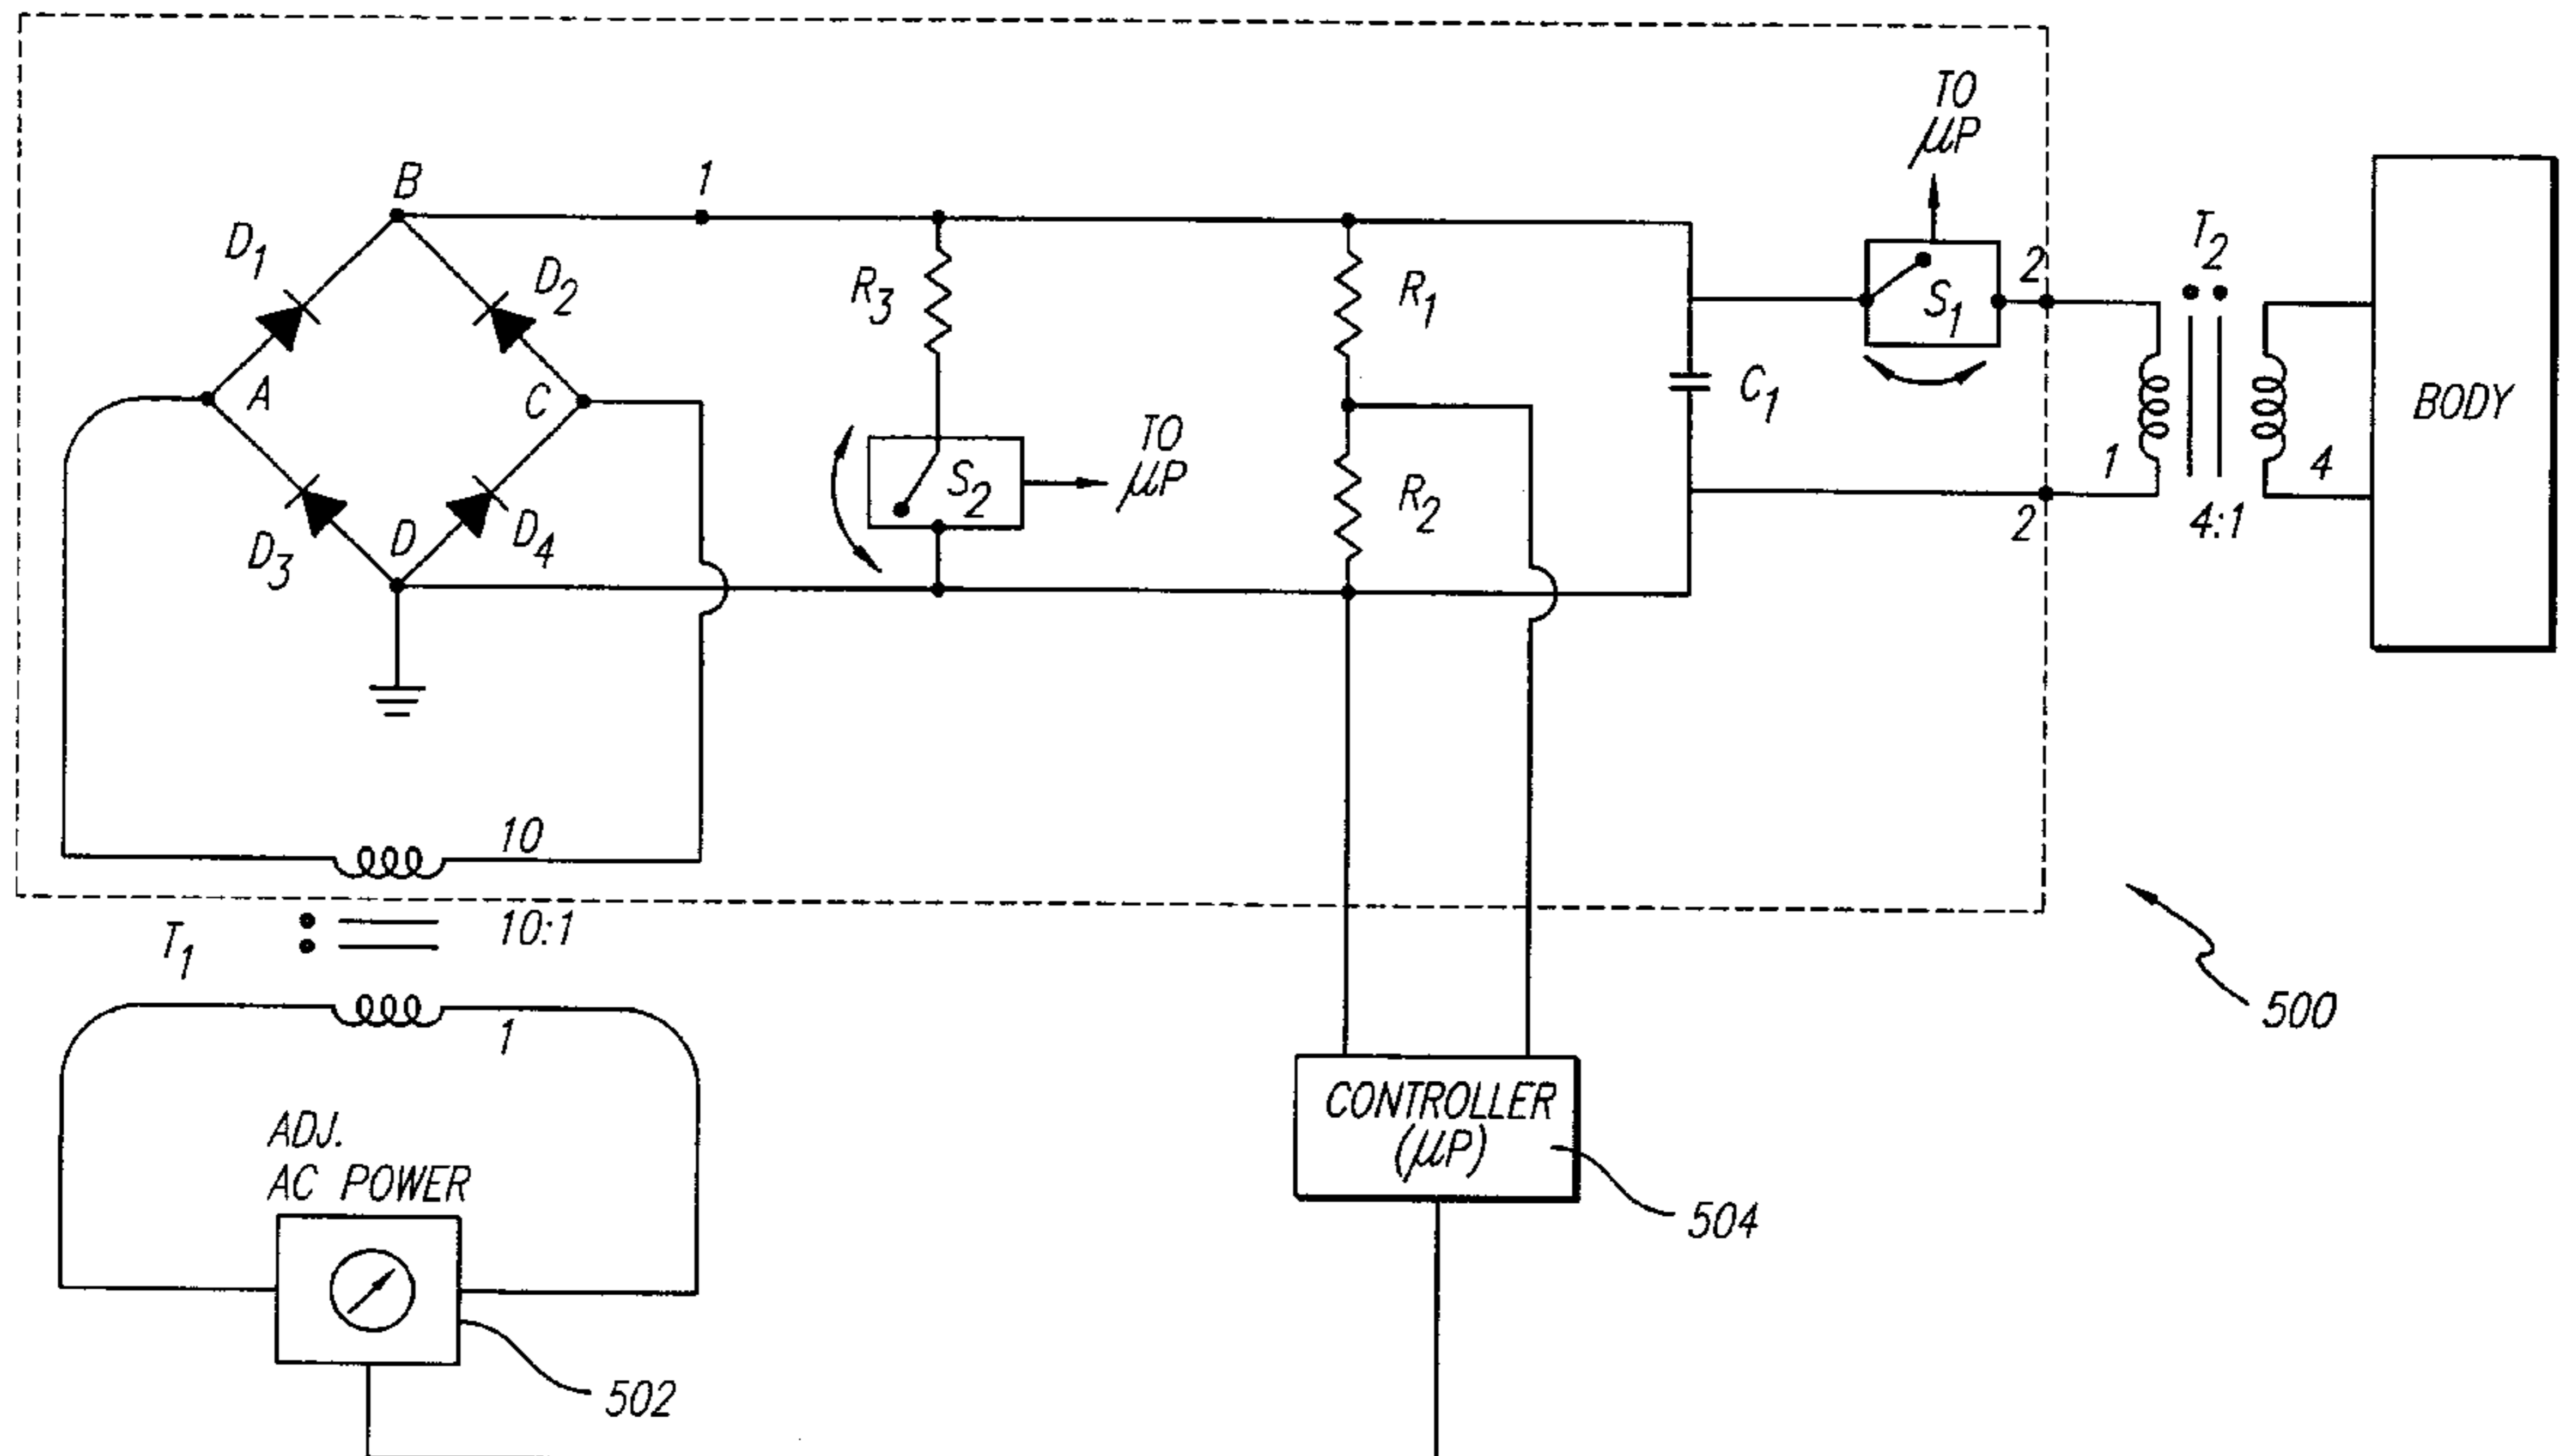 TO
µP
B
1
D1
D2
R3
R1
S1
2
T2
A
C
C1
BODY
TO
µP
S2
R2
1
4
D3
D
D4
2
4:1
10
T1
10:1
1
500
ADJ.
AC POWER
CONTROLLER
(µP)
504
502